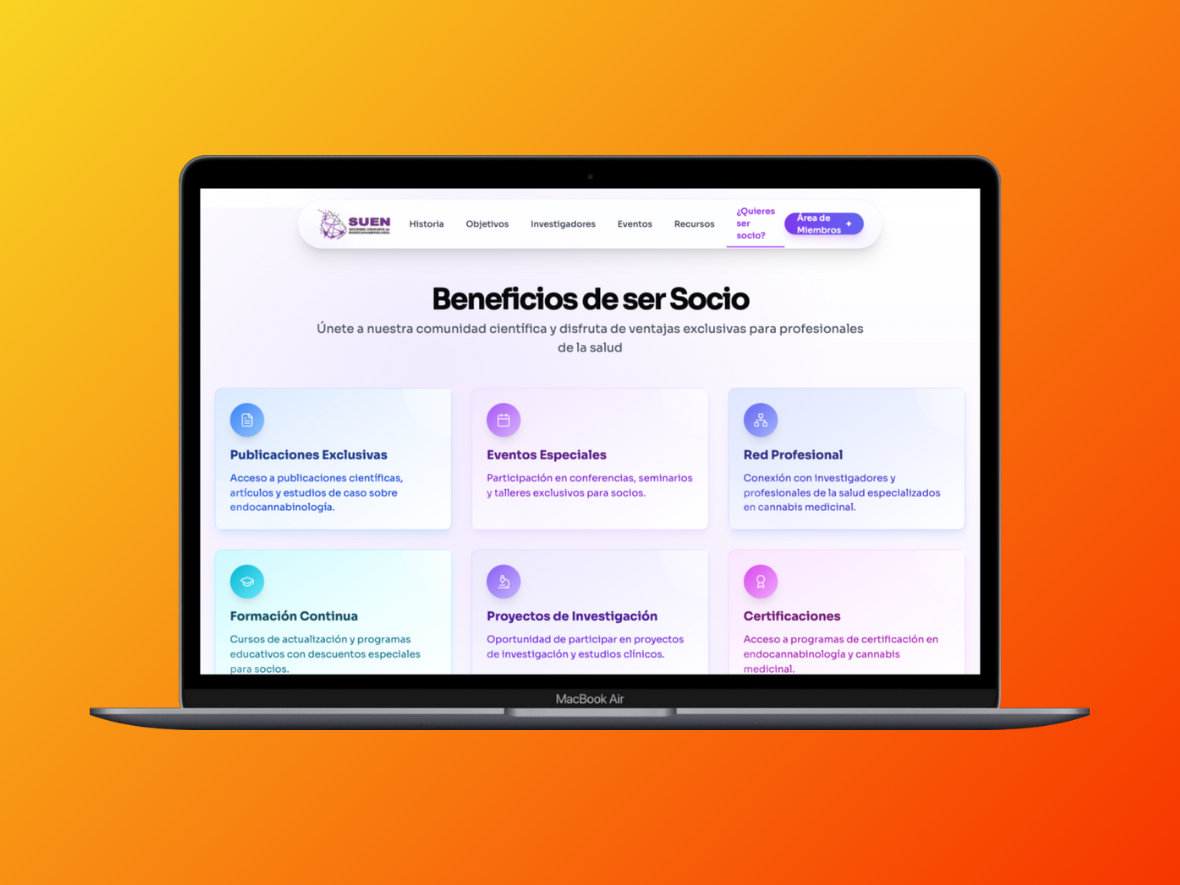 SUEN
Historia
Objetivos
Investigadores
Eventos
Recursos
¿Quieres
ser
socio?
Área de
Miembros
Beneficios de ser Socio
Únete a nuestra comunidad científica y disfruta de ventajas exclusivas para profesionales
de la salud
Publicaciones Exclusivas
Acceso a publicaciones científicas,
artículos y estudios de caso sobre
endocannabinología.
Eventos Especiales
Participación en conferencias, seminarios
y talleres exclusivos para socios.
Red Profesional
Conexión con investigadores y
profesionales de la salud especializados
en cannabis medicinal.
Formación Continua
Cursos de actualización y programas
educativos con descuentos especiales
para socios.
Proyectos de Investigación
Oportunidad de participar en proyectos
de investigación y estudios clínicos.
Certificaciones
Acceso a programas de certificación en
endocannabinología y cannabis
medicinal.
MacBook Air